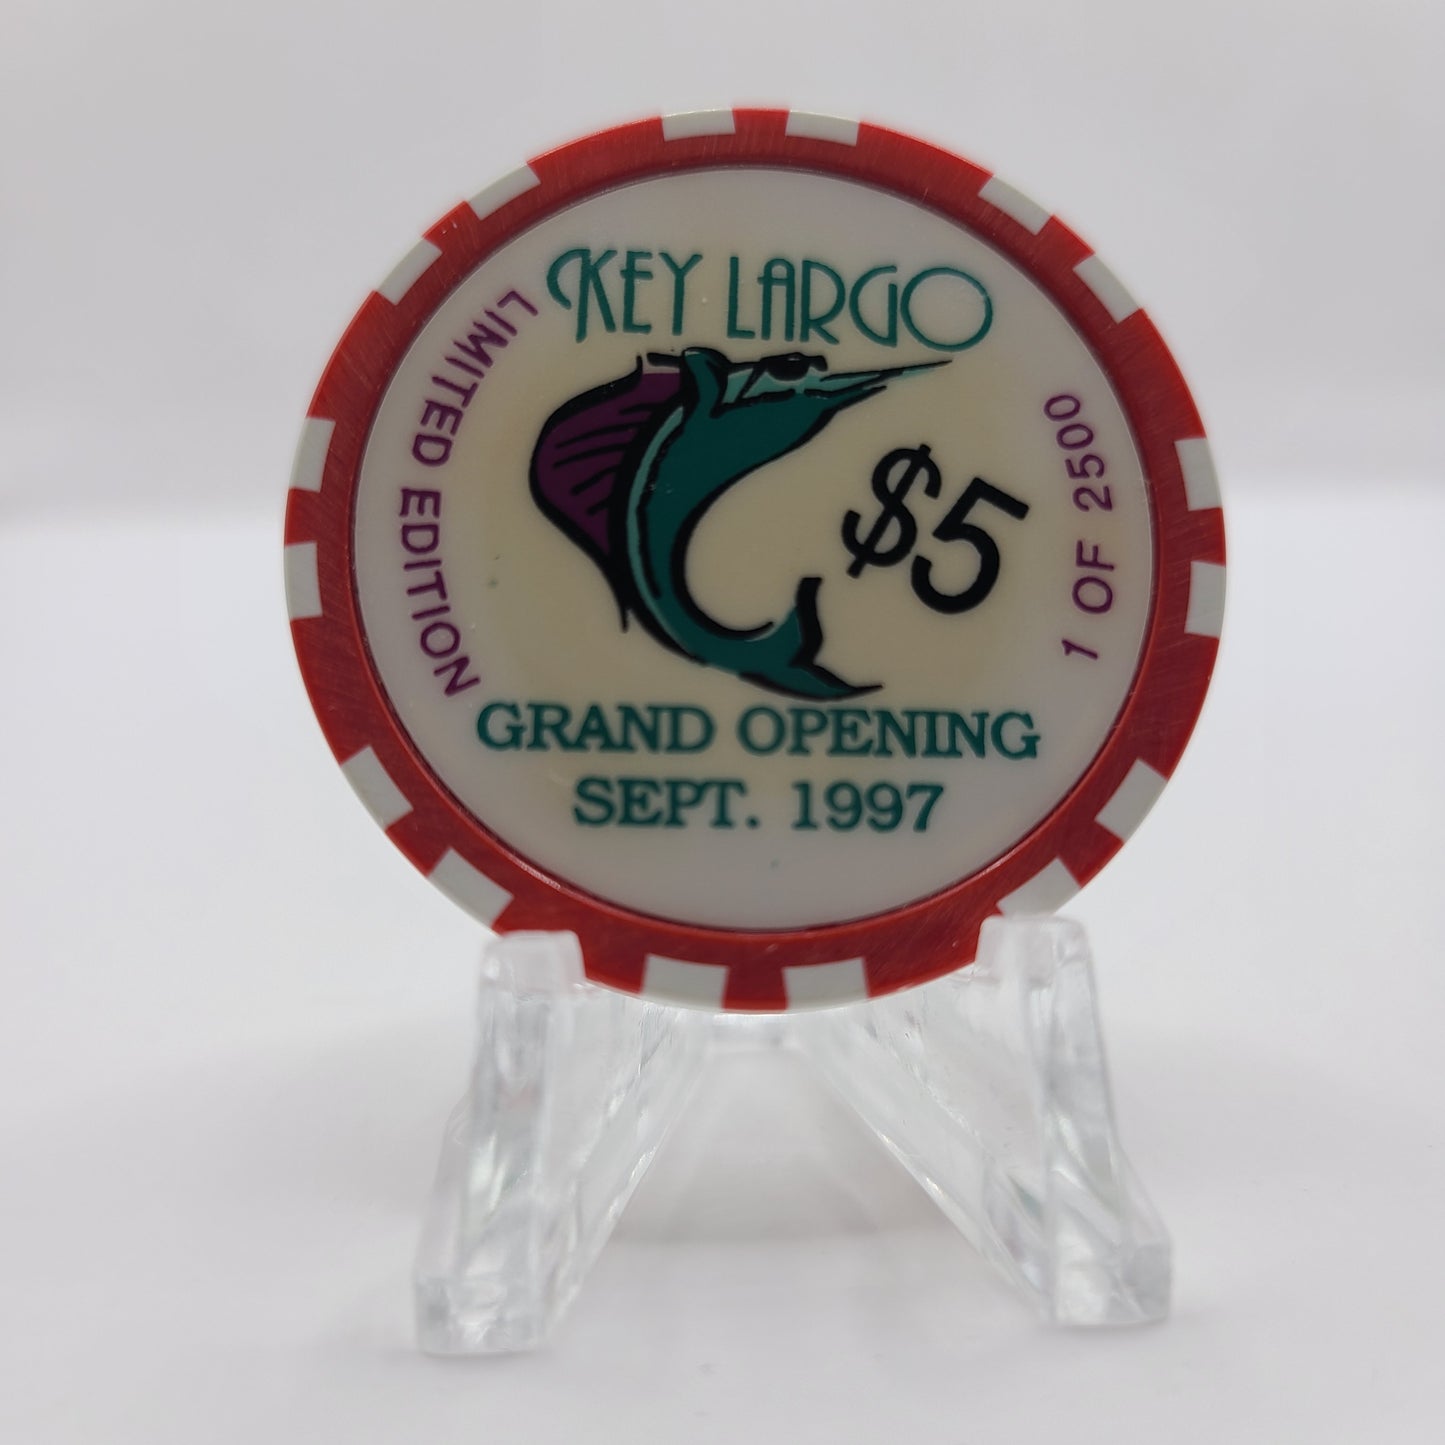 KEY LARGO
LIMITED EDITION
$5
1 OF 2500
GRAND OPENING
SEPT. 1997